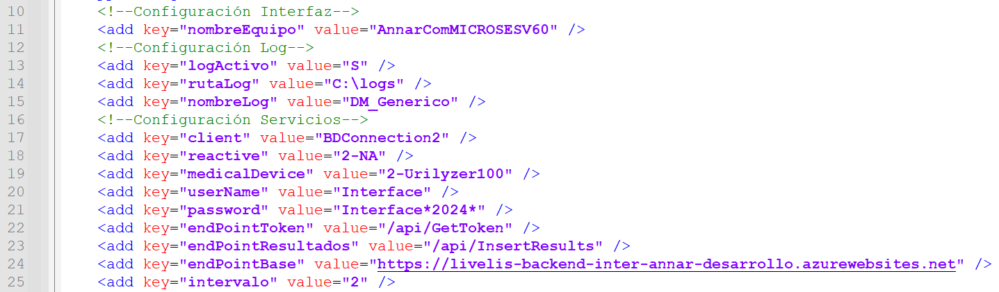 10 <!--Configuración Interfaz-->
11 <add key="nombreEquipo" value="AnnarComMICROSESV60" />
12 <!--Configuración Log-->
13 <add key="logActivo" value="S" />
14 <add key="rutaLog" value="C:\logs" />
15 <add key="nombreLog" value="DM_Generico" />
16 <!--Configuración Servicios-->
17 <add key="client" value="BDConnection2" />
18 <add key="reactive" value="2-NA" />
19 <add key="medicalDevice" value="2-Urilyzer100" />
20 <add key="userName" value="Interface" />
21 <add key="password" value="Interface*2024*" />
22 <add key="endPointToken" value="/api/GetToken" />
23 <add key="endPointResultados" value="/api/InsertResults" />
24 <add key="endPointBase" value="https://livelis-backend-inter-annar-desarrollo.azurewebsites.net" />
25 <add key="intervalo" value="2" />